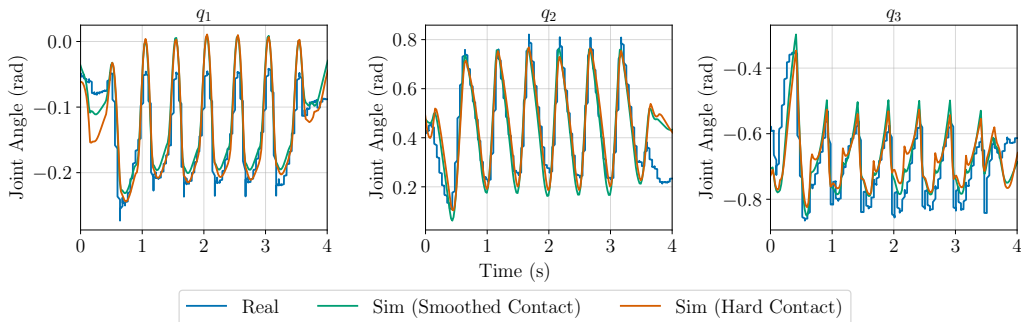 q1 q2 q3
Joint Angle (rad) Joint Angle (rad) Joint Angle (rad)
0.0 −0.1 −0.2
0.8 0.6 0.4 0.2
−0.4 −0.6 −0.8
0 1 2 3 4 0 1 2 3 4 0 1 2 3 4
Time (s)
Real Sim (Smoothed Contact) Sim (Hard Contact)